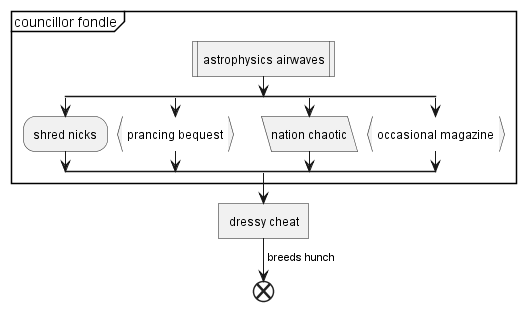 councillor fondle
astrophysics airwaves
shred nicks
prancing bequest
nation chaotic
occasional magazine
dressy cheat
breeds hunch